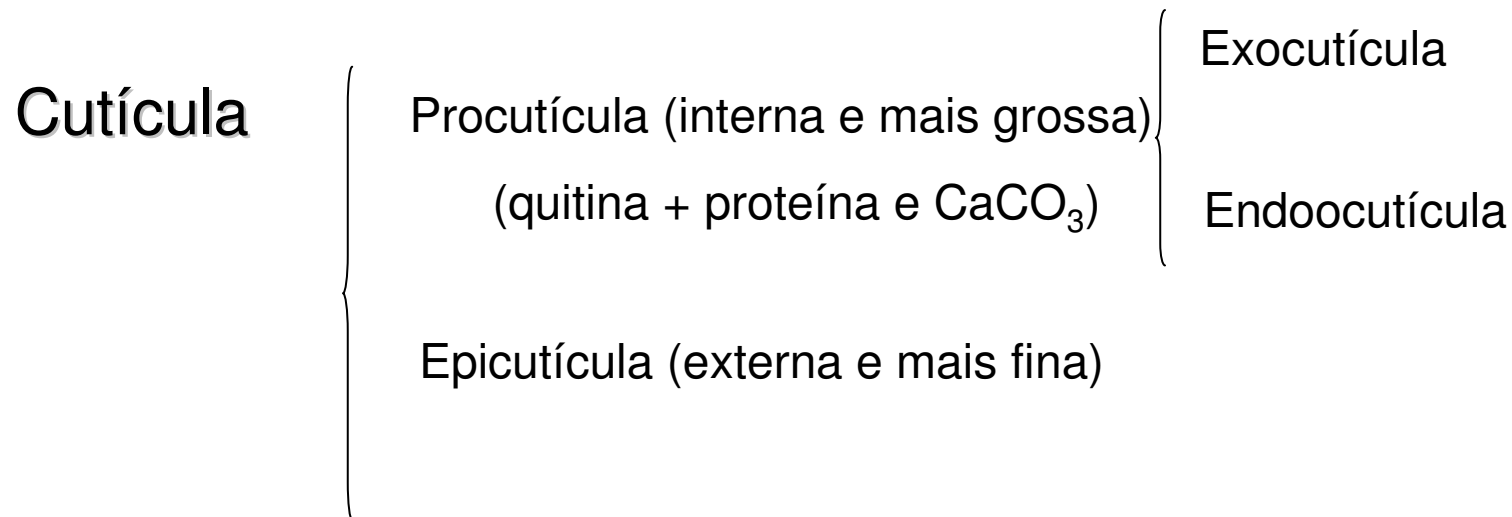 Cutícula
Procutícula (interna e mais grossa)
(quitina + proteína e CaCO₃)
Exocutícula
Endoocutícula
Epicutícula (externa e mais fina)